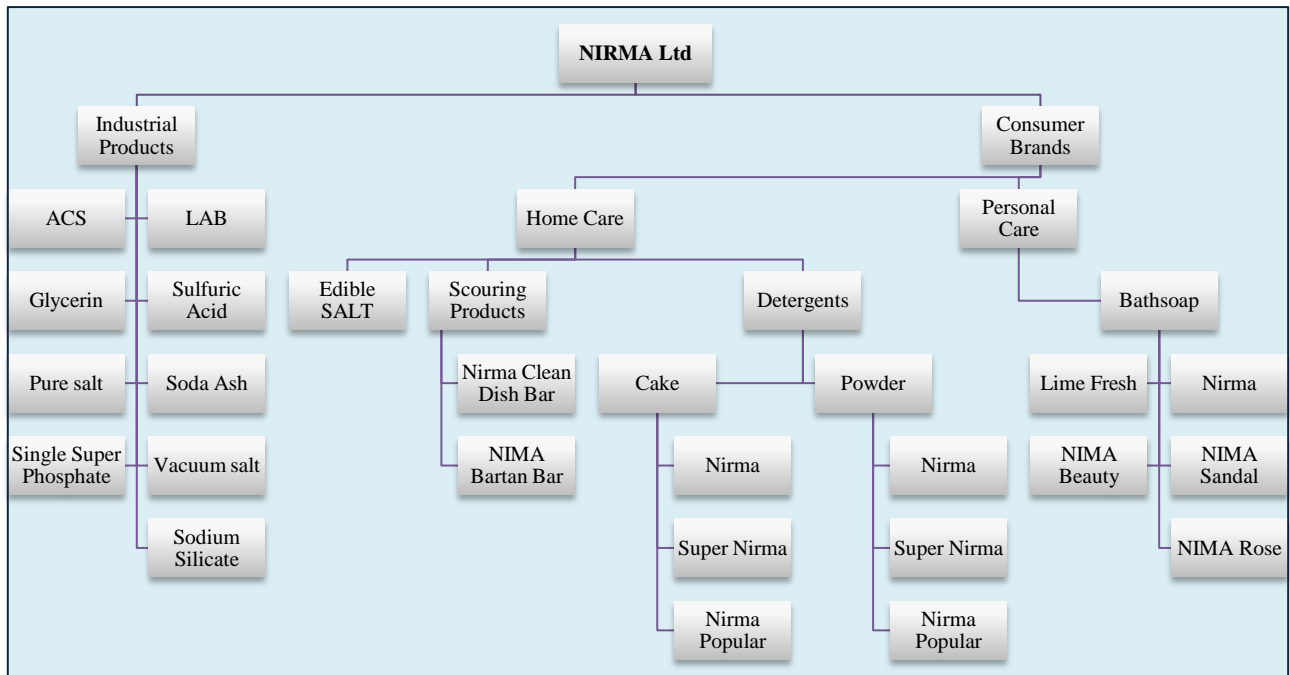 NIRMA Ltd
Industrial
Products
Consumer
Brands
ACS
LAB
Home Care
Personal
Care
Glycerin
Sulfuric
Acid
Edible
SALT
Scouring
Products
Detergents
Bathsoap
Pure salt
Soda Ash
Nirma Clean
Dish Bar
Cake
Powder
Lime Fresh
Nirma
Single Super
Phosphate
Vacuum salt
NIMA
Bartan Bar
Nirma
Nirma
NIMA
Beauty
NIMA
Sandal
Sodium
Silicate
Super Nirma
Super Nirma
NIMA Rose
Nirma
Popular
Nirma
Popular